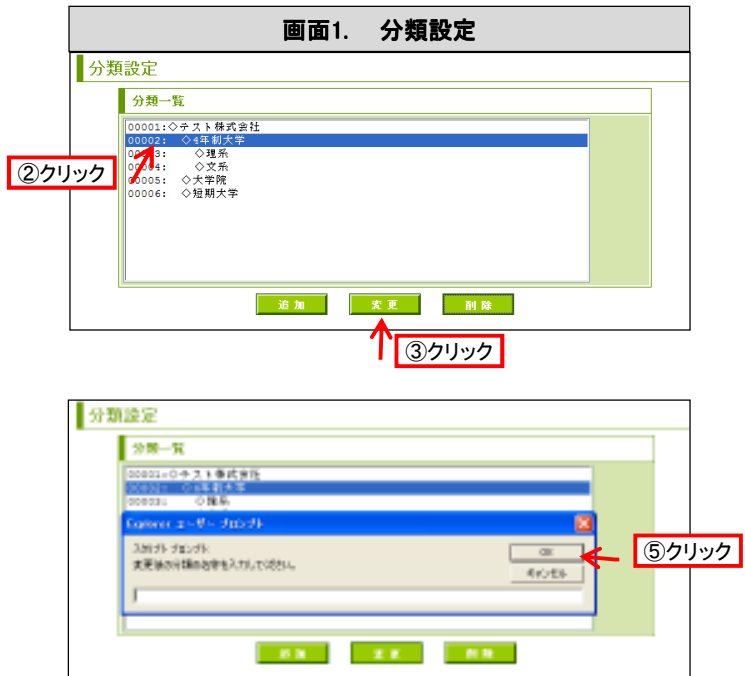 画面1.　分類設定
分類設定
分類一覧
00001:◇テスト株式会社
00002:　◇4年制大学
00003:　　◇理系
00004:　　◇文系
00005:　◇大学院
00006:　◇短期大学
②クリック
追 加
変 更
削 除
③クリック
分類設定
分類一覧
00001:◇テスト株式会社
00002:　◇4年制大学
00003:　　◇理系
Explorer ユーザー プロンプト
スクリプト プロンプト:
変更後の分類の名称を入力してください。
OK
キャンセル
⑤クリック
追 加
変 更
削 除